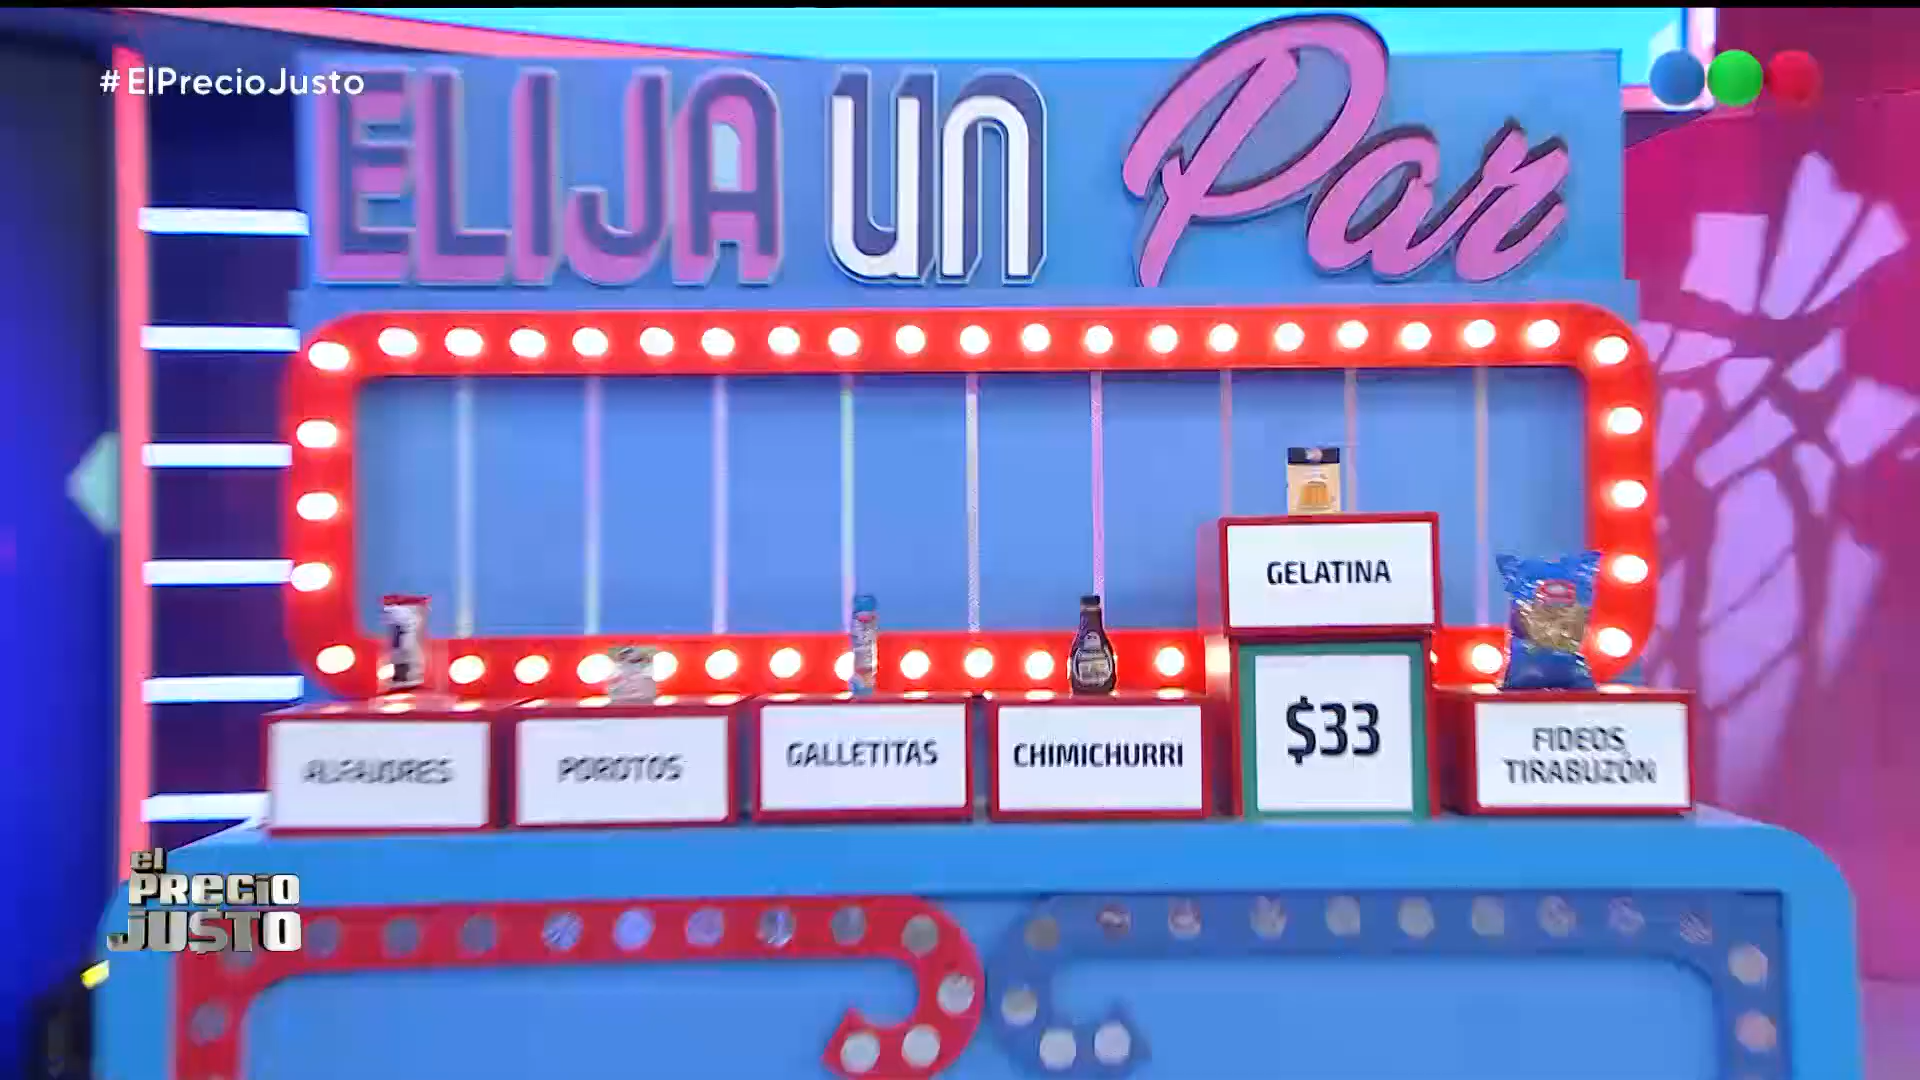 #ElPrecioJusto
ELIJA UN Par
GELATINA
ALFAJORES
POROTOS
GALLETITAS
CHIMICHURRI
$33
FIDEOS
TIRABUZÓN
el
PRECIO
JUSTO